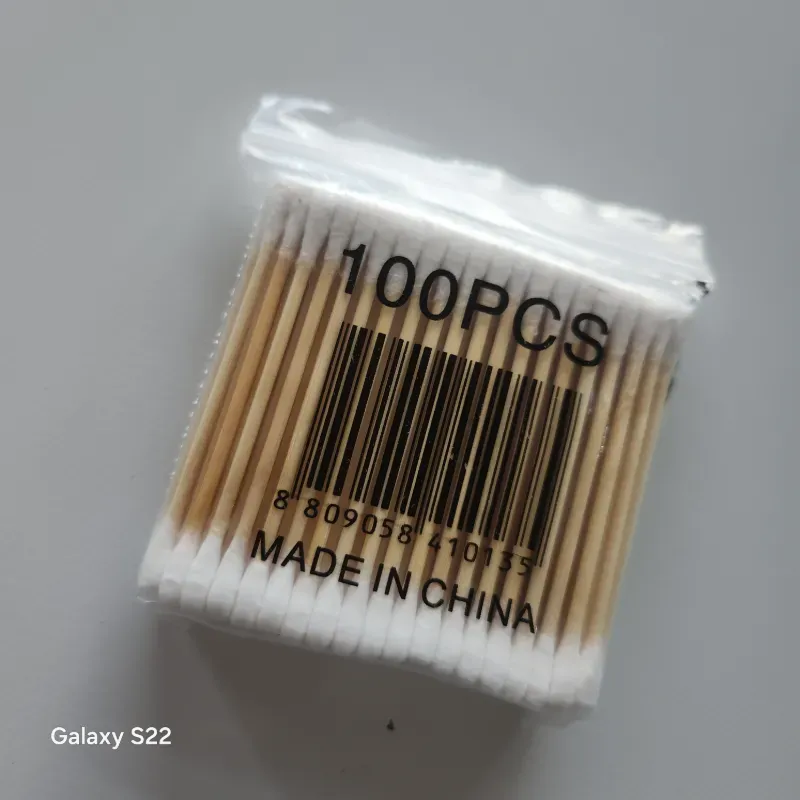 100PCS
8 809058 410135
MADE IN CHINA
Galaxy S22